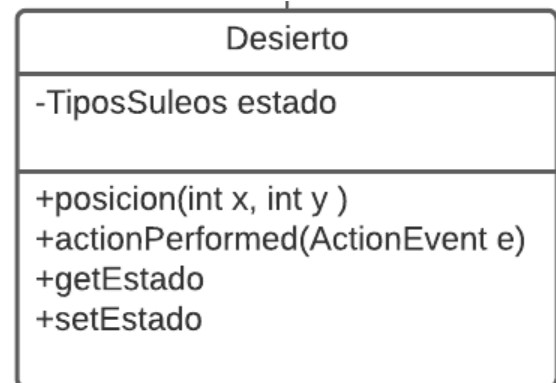 Desierto
-TiposSuleos estado
+posicion(int x, int y )
+actionPerformed(ActionEvent e)
+getEstado
+setEstado